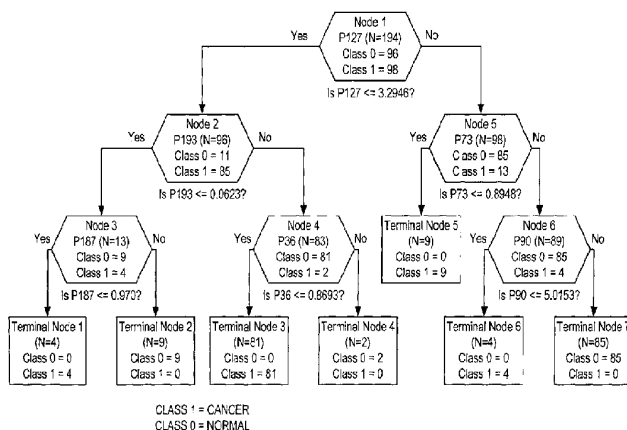 Node 1
P127 (N=194)
Class 0 = 96
Class 1 = 98
Yes
No
Is P127 <= 3.2946?
Node 2
P193 (N=96)
Class 0 = 11
Class 1 = 85
Yes
No
Is P193 <= 0.0623?
Node 5
P73 (N=98)
Class 0 = 85
Class 1 = 13
Yes
No
Is P73 <= 0.8948?
Node 3
P187 (N=13)
Class 0 = 9
Class 1 = 4
Yes
No
Is P187 <= 0.970?
Node 4
P36 (N=83)
Class 0 = 81
Class 1 = 2
Yes
No
Is P36 <= 0.8693?
Terminal Node 5
(N=9)
Class 0 = 0
Class 1 = 9
Node 6
P90 (N=89)
Class 0 = 85
Class 1 = 4
Yes
No
Is P90 <= 5.0153?
Terminal Node 1
(N=4)
Class 0 = 0
Class 1 = 4
Terminal Node 2
(N=9)
Class 0 = 9
Class 1 = 0
Terminal Node 3
(N=81)
Class 0 = 0
Class 1 = 81
Terminal Node 4
(N=2)
Class 0 = 2
Class 1 = 0
Terminal Node 6
(N=4)
Class 0 = 0
Class 1 = 4
Terminal Node 7
(N=85)
Class 0 = 85
Class 1 = 0
CLASS 1 = CANCER
CLASS 0 = NORMAL